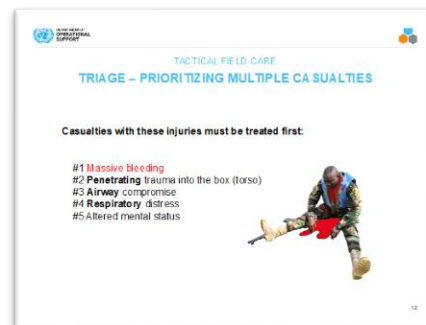 DEPARTMENT OF
OPERATIONAL
SUPPORT
TACTICAL FIELD CARE
TRIAGE – PRIORITIZING MULTIPLE CASUALTIES
Casualties with these injuries must be treated first:
#1 Massive bleeding
#2 Penetrating trauma into the box (torso)
#3 Airway compromise
#4 Respiratory distress
#5 Altered mental status
12